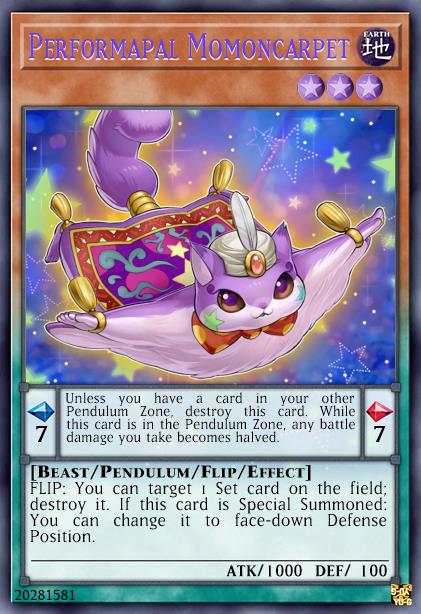 Performapal Momoncarpet
EARTH
地
Unless you have a card in your other
Pendulum Zone, destroy this card. While
this card is in the Pendulum Zone, any battle
damage you take becomes halved.
7
7
[Beast/Pendulum/Flip/Effect]
FLIP: You can target 1 Set card on the field;
destroy it. If this card is Special Summoned:
You can change it to face-down Defense
Position.
ATK/1000 DEF/ 100
20281581